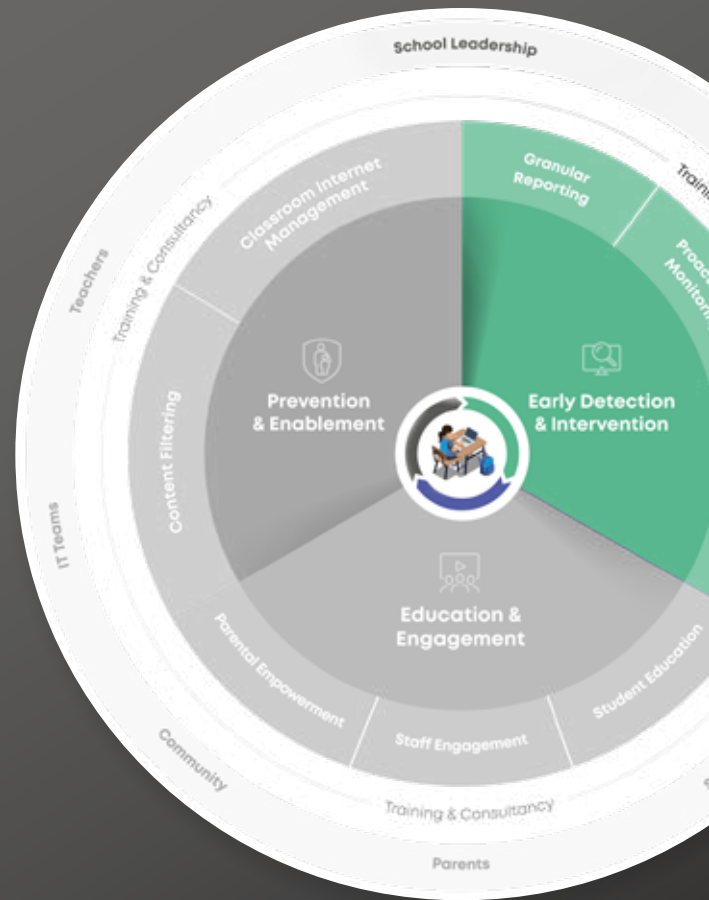 School Leadership
Teachers
IT Teams
Community
Parents
Training & Consultancy
Training & Consultancy
Classroom Internet
Management
Content Filtering
Granular
Reporting
Prevention
& Enablement
Early Detection
& Intervention
Education &
Engagement
Parental Empowerment
Staff Engagement
Student Education